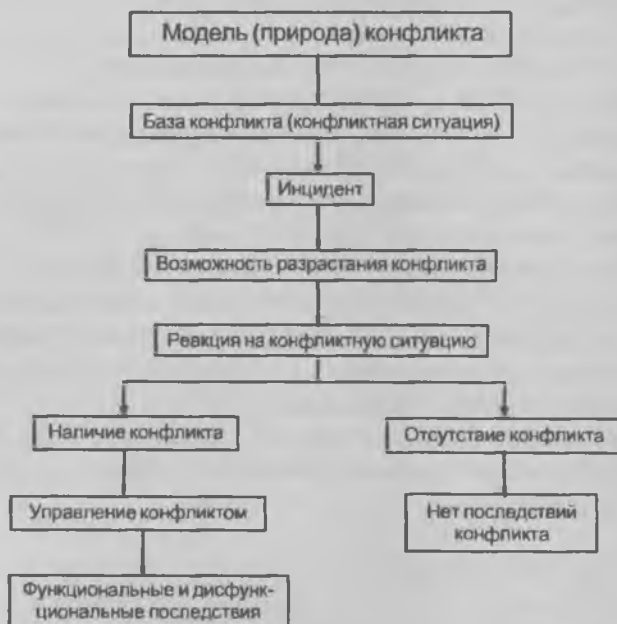 Модель (природа) конфликта
База конфликта (конфликтная ситуация)
Инцидент
Возможность разрастания конфликта
Реакция на конфликтную ситуацию
Наличие конфликта
Отсутствие конфликта
Управление конфликтом
Нет последствий
конфликта
Функциональные и дисфунк-
циональные последствия